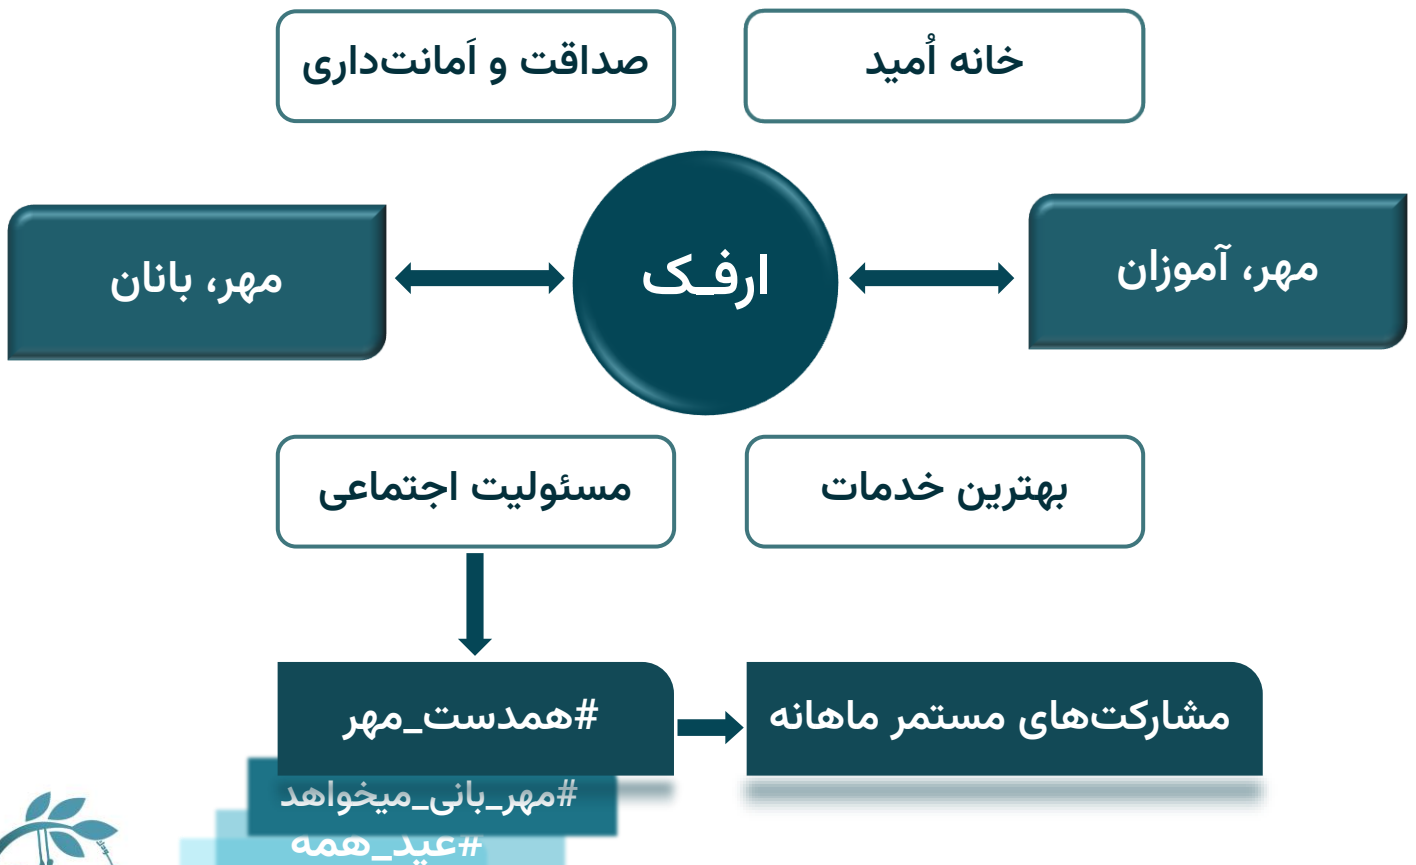 خانه اُمید
صداقت و اَمانت‌داری
مهر، آموزان
ارفـک
مهر، بانان
بهترین خدمات
مسئولیت اجتماعی
#همدست_مهر
مشارکت‌های مستمر ماهانه
#مهر_بانی_میخواهد
#عید_همه